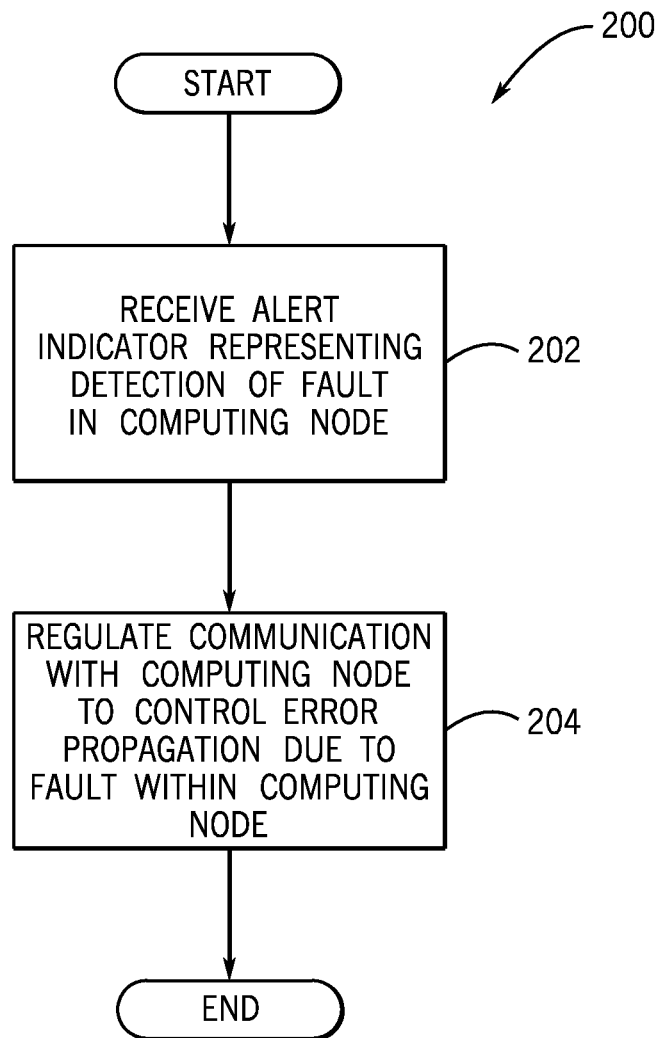 200
START
RECEIVE ALERT
INDICATOR REPRESENTING
DETECTION OF FAULT
IN COMPUTING NODE
202
REGULATE COMMUNICATION
WITH COMPUTING NODE
TO CONTROL ERROR
PROPAGATION DUE TO
FAULT WITHIN COMPUTING
NODE
204
END